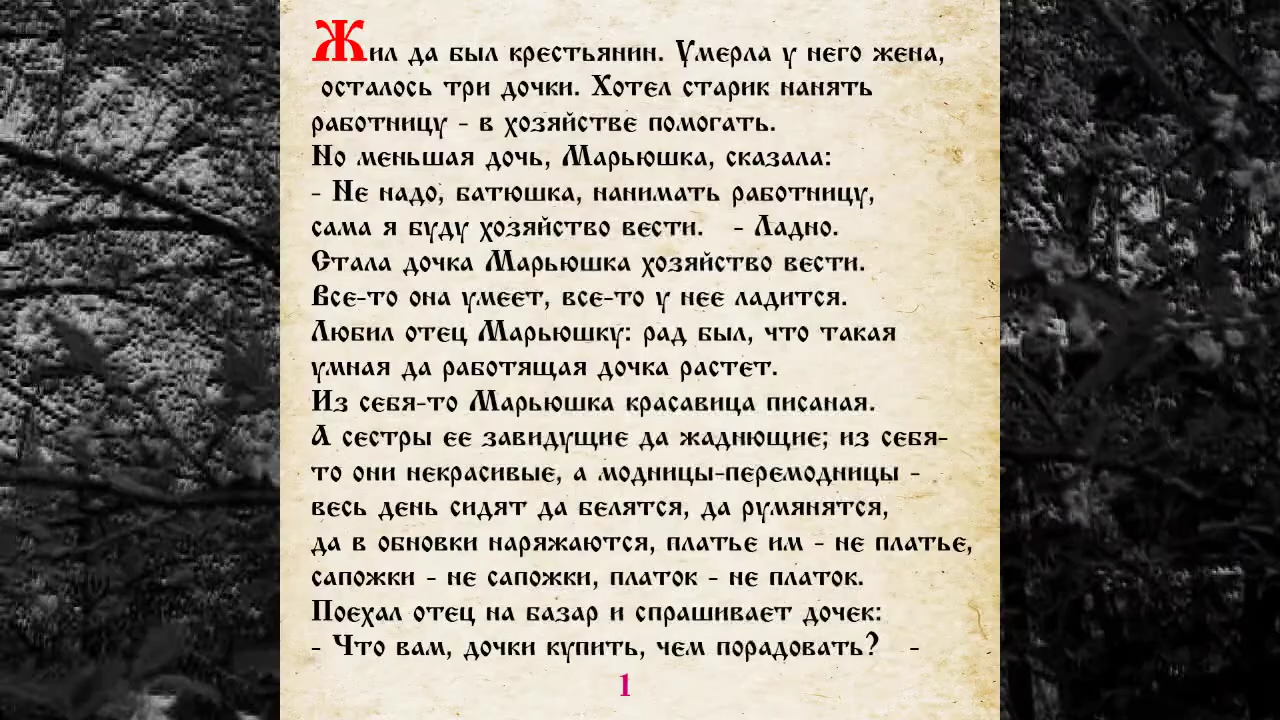 Жил да был крестьянин. Умерла у него жена,
осталось три дочки. Хотел старик нанять
работницу - в хозяйстве помогать.
Но меньшая дочь, Марьюшка, сказала:
- Не надо, батюшка, нанимать работницу,
сама я буду хозяйство вести. - Ладно.
Стала дочка Марьюшка хозяйство вести.
Все-то она умеет, все-то у нее ладится.
Любил отец Марьюшку: рад был, что такая
умная да работящая дочка растет.
Из себя-то Марьюшка красавица писаная.
А сестры ее завидущие да жаднющие; из себя-
то они некрасивые, а модницы-перемодницы -
весь день сидят да белятся, да румянятся,
да в обновки наряжаются, платье им - не платье,
сапожки - не сапожки, платок - не платок.
Поехал отец на базар и спрашивает дочек:
- Что вам, дочки купить, чем порадовать? -
1